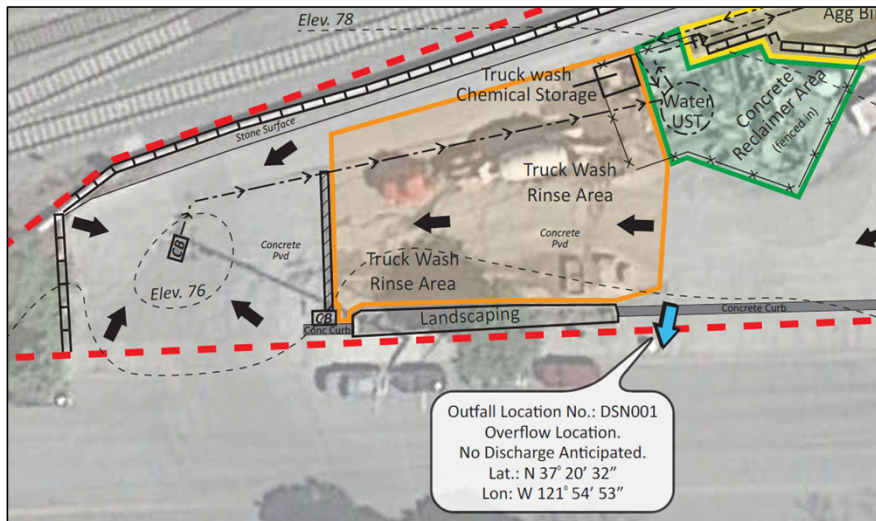 Elev. 78
Agg Bi
Truck wash
Chemical Storage
Water
UST
Concrete
Reclaimer Area
(fenced in)
Stone Surface
Truck Wash
Rinse Area
CB
Concrete
Pvd
Truck Wash
Rinse Area
Concrete
Pvd
Elev. 76
CB
Conc Curb
Landscaping
Concrete Curb
Outfall Location No.: DSN001
Overflow Location.
No Discharge Anticipated.
Lat.: N 37° 20′ 32″
Lon: W 121° 54′ 53″